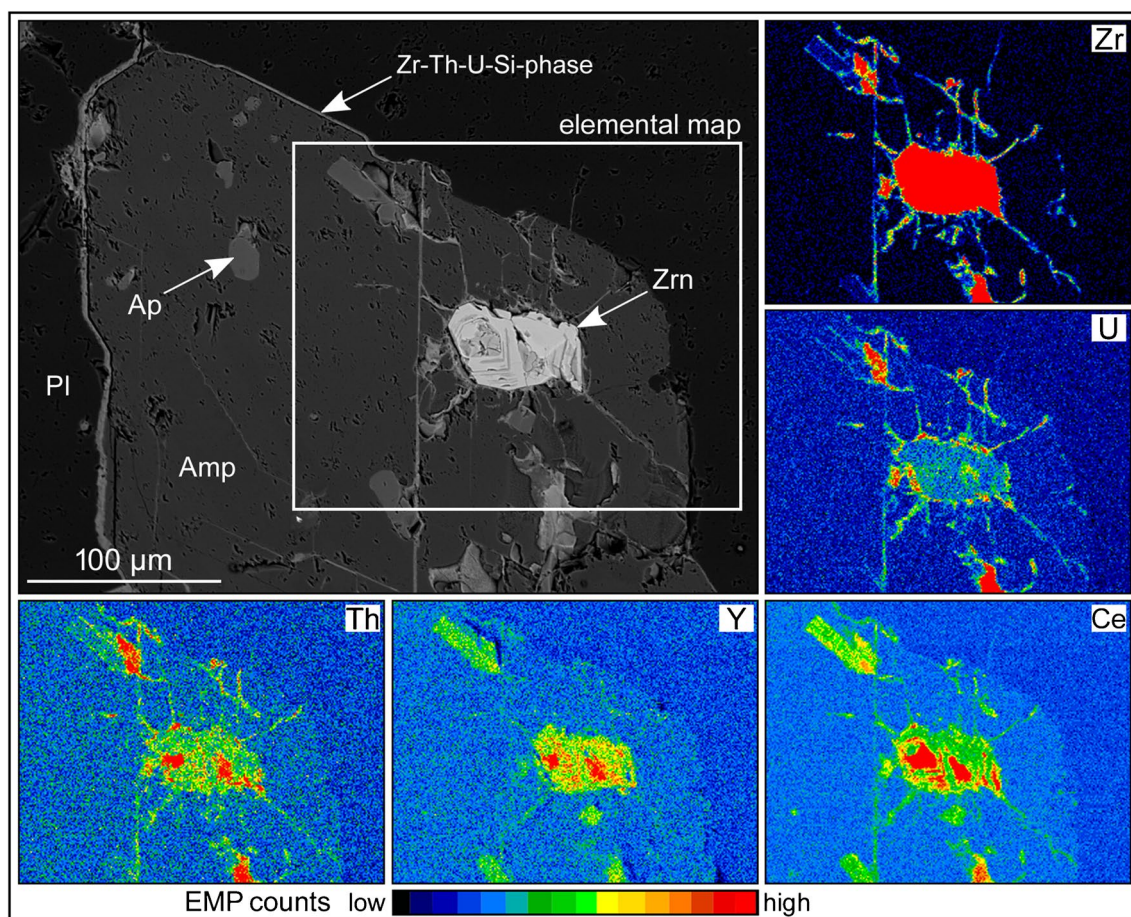 Zr-Th-U-Si-phase
elemental map
Ap
Zrn
Pl
Amp
100 µm
Zr
U
Th
Y
Ce
EMP counts low high